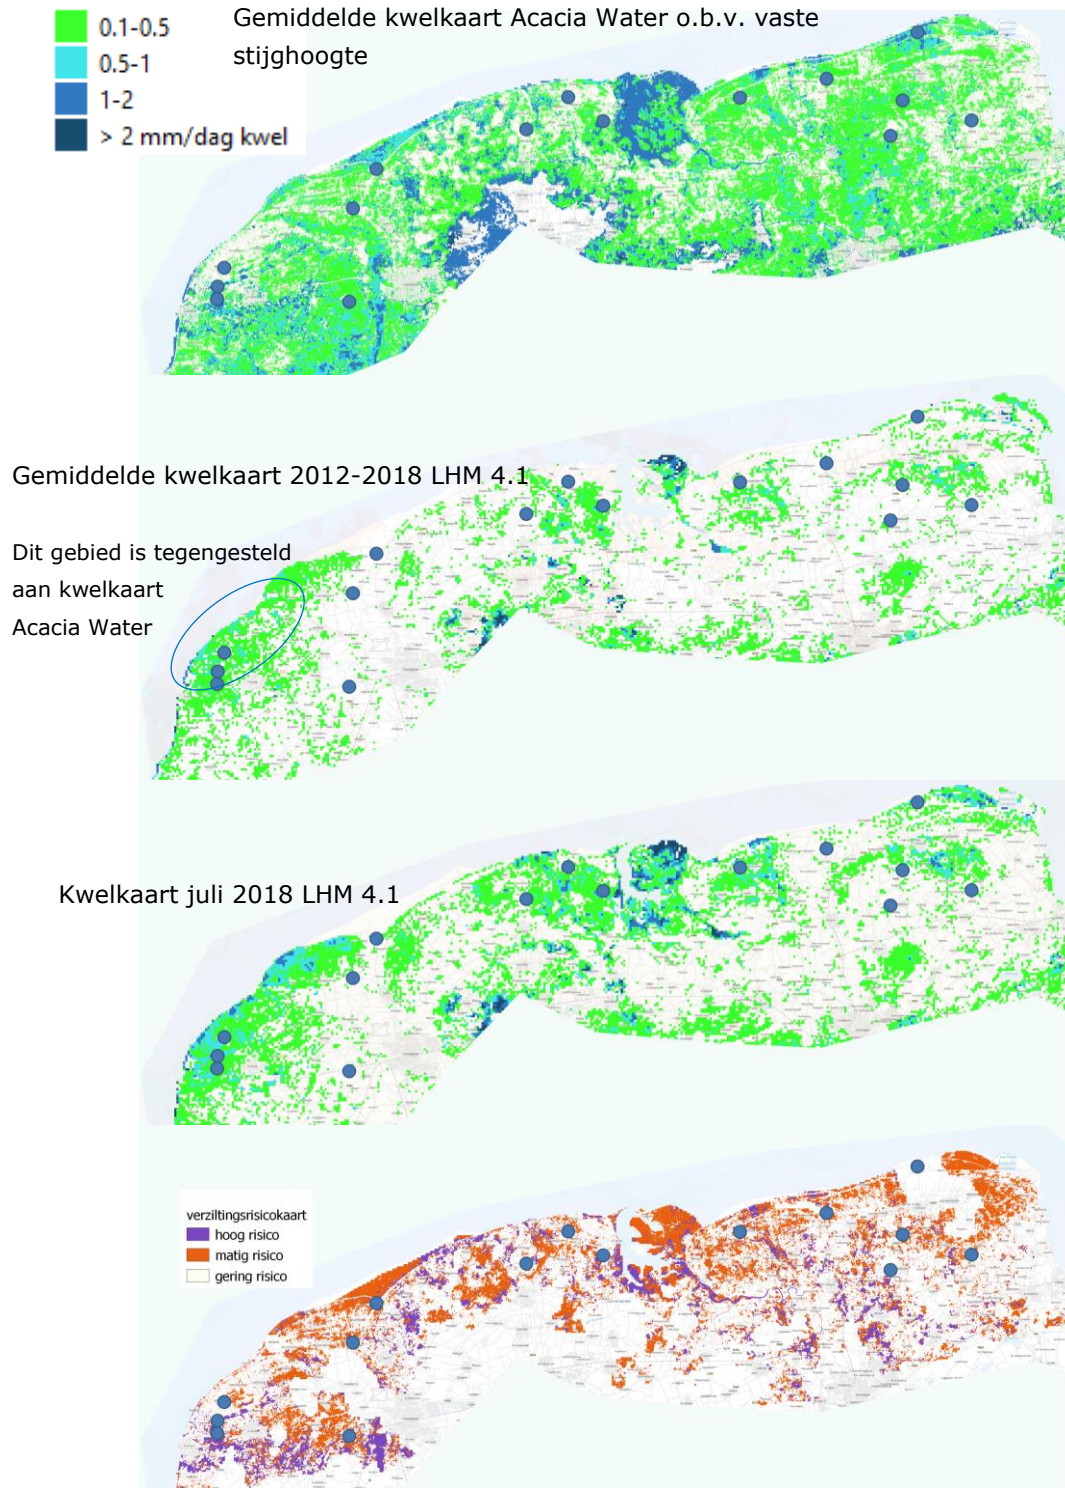 Gemiddelde kwelkaart Acacia Water o.b.v. vaste
stijghoogte
0.1-0.5
0.5-1
1-2
> 2 mm/dag kwel
Gemiddelde kwelkaart 2012-2018 LHM 4.1
Dit gebied is tegengesteld
aan kwelkaart
Acacia Water
Kwelkaart juli 2018 LHM 4.1
verziltingsrisicokaart
hoog risico
matig risico
gering risico